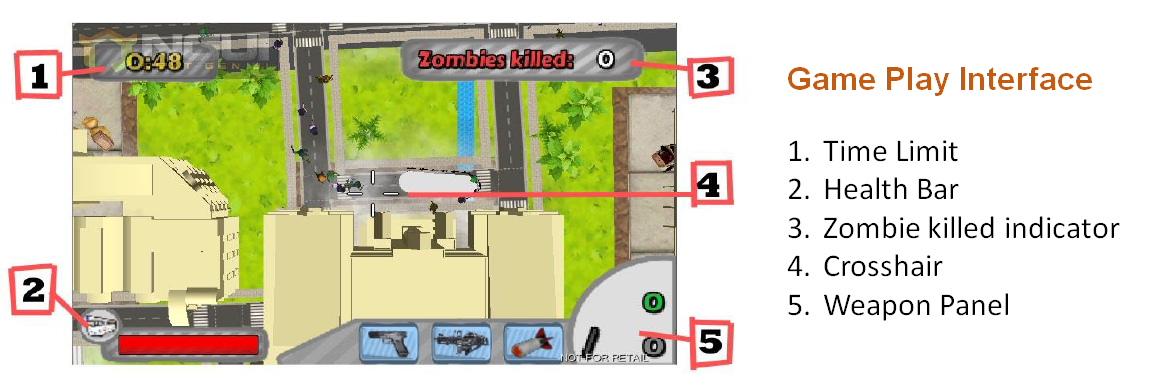 1
0:48
Zombies killed: 0
3
Game Play Interface
1. Time Limit
2. Health Bar
3. Zombie killed indicator
4. Crosshair
5. Weapon Panel
4
2
0
0
5
NOT FOR RETAIL